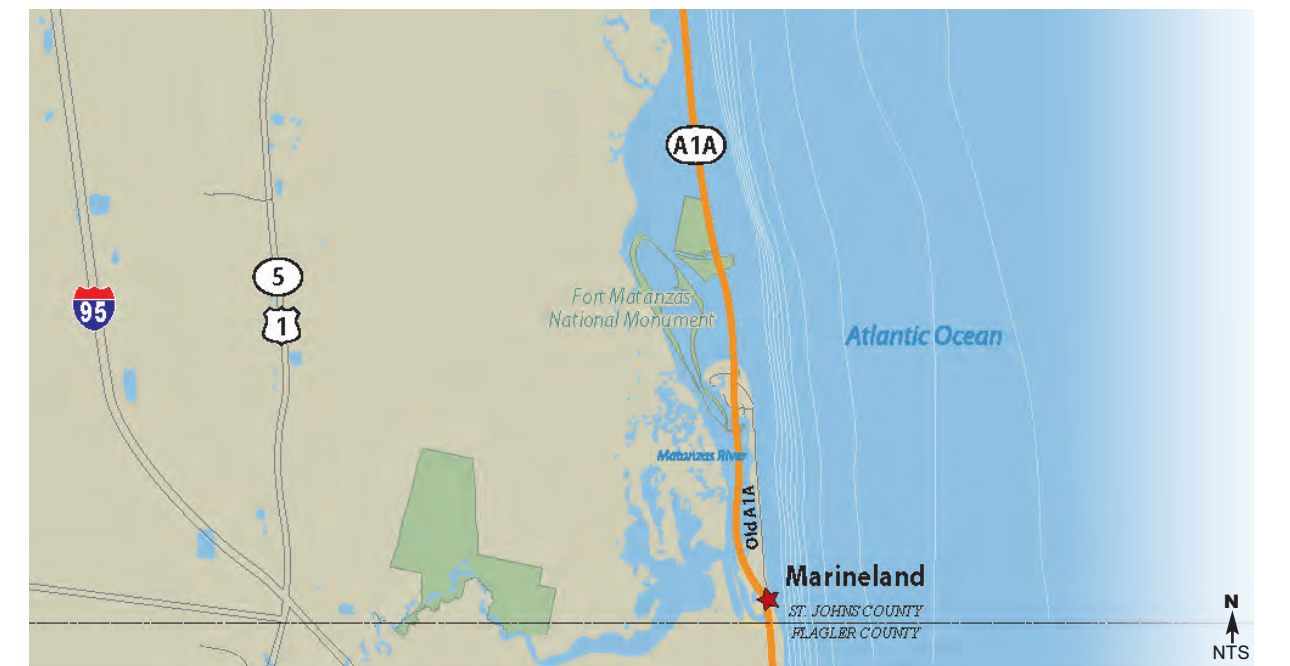 A1A
5
95
1
Fort Matanzas
National Monument
Atlantic Ocean
Matanzas River
Old A1A
Marineland
ST. JOHNS COUNTY
FLAGLER COUNTY
N
NTS